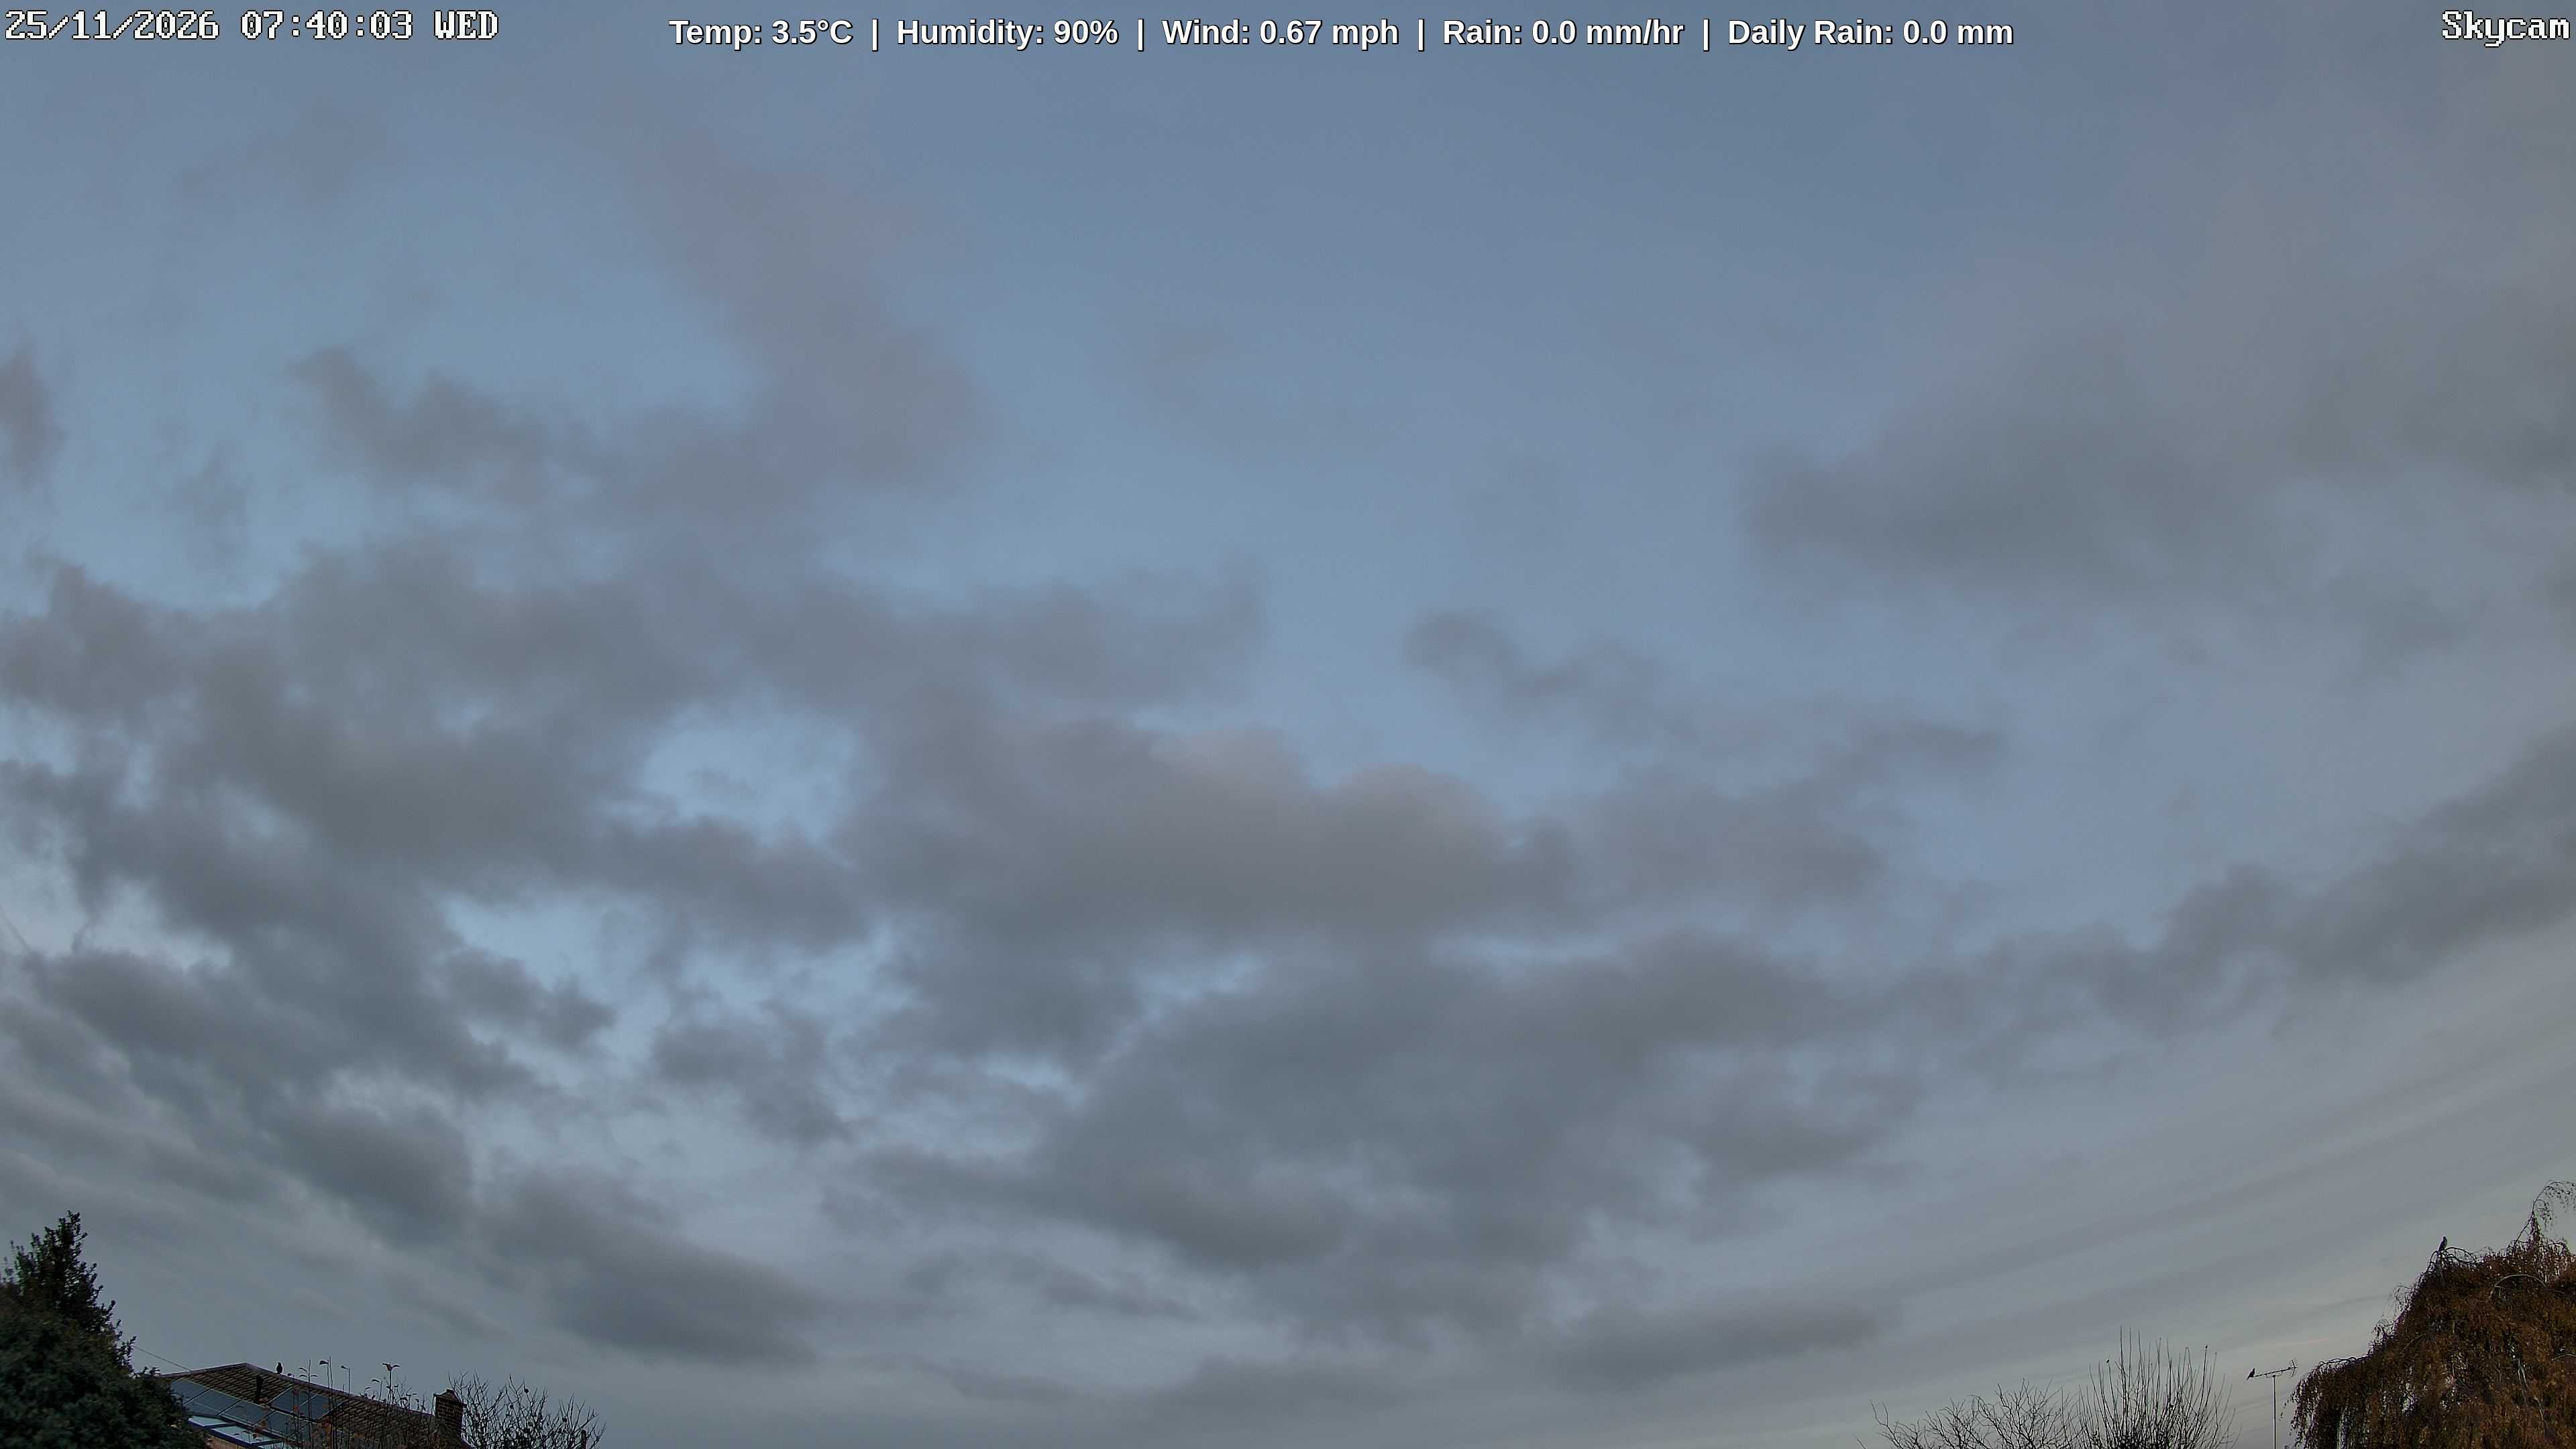 25/11/2026 07:40:03 WED
Temp: 3.5°C | Humidity: 90% | Wind: 0.67 mph | Rain: 0.0 mm/hr | Daily Rain: 0.0 mm
Skycam